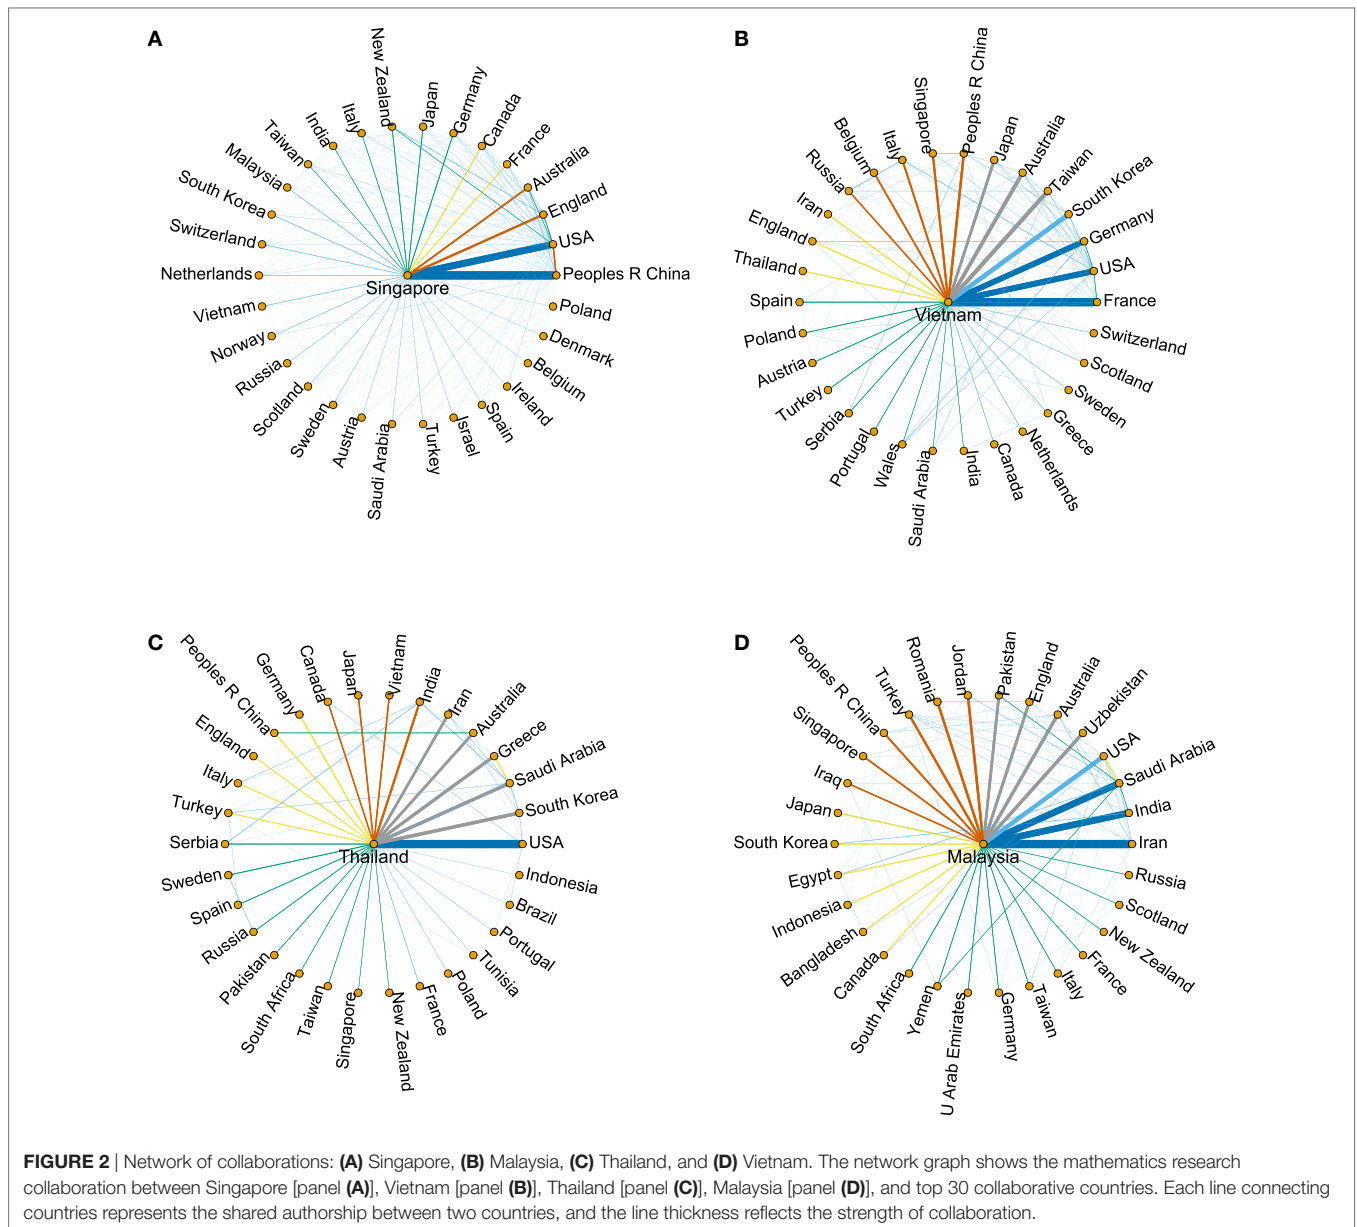 A
New Zealand
Japan
Germany
Canada
France
Australia
England
USA
Peoples R China
Poland
Denmark
Belgium
Ireland
Spain
Israel
Turkey
Saudi Arabia
Austria
Sweden
Scotland
Russia
Norway
Vietnam
Netherlands
Switzerland
South Korea
Malaysia
Taiwan
India
Italy
Singapore
B
Singapore
Peoples R China
Japan
Australia
Taiwan
South Korea
Germany
USA
France
Switzerland
Scotland
Sweden
Greece
Netherlands
Canada
India
Saudi Arabia
Wales
Portugal
Serbia
Turkey
Austria
Poland
Spain
Thailand
England
Iran
Russia
Belgium
Italy
Vietnam
C
Peoples R China
Germany
Canada
Japan
Vietnam
India
Iran
Australia
Greece
Saudi Arabia
South Korea
USA
Indonesia
Brazil
Portugal
Tunisia
Poland
France
New Zealand
Singapore
Taiwan
South Africa
Pakistan
Russia
Spain
Sweden
Serbia
Turkey
Italy
England
Thailand
D
Peoples R China
Turkey
Romania
Jordan
Pakistan
England
Australia
Uzbekistan
USA
Saudi Arabia
India
Iran
Russia
Scotland
New Zealand
France
Italy
Taiwan
Germany
U Arab Emirates
Yemen
South Africa
Canada
Bangladesh
Indonesia
Egypt
South Korea
Japan
Iraq
Singapore
Malaysia
FIGURE 2 | Network of collaborations: (A) Singapore, (B) Malaysia, (C) Thailand, and (D) Vietnam. The network graph shows the mathematics research
collaboration between Singapore [panel (A)], Vietnam [panel (B)], Thailand [panel (C)], Malaysia [panel (D)], and top 30 collaborative countries. Each line connecting
countries represents the shared authorship between two countries, and the line thickness reflects the strength of collaboration.